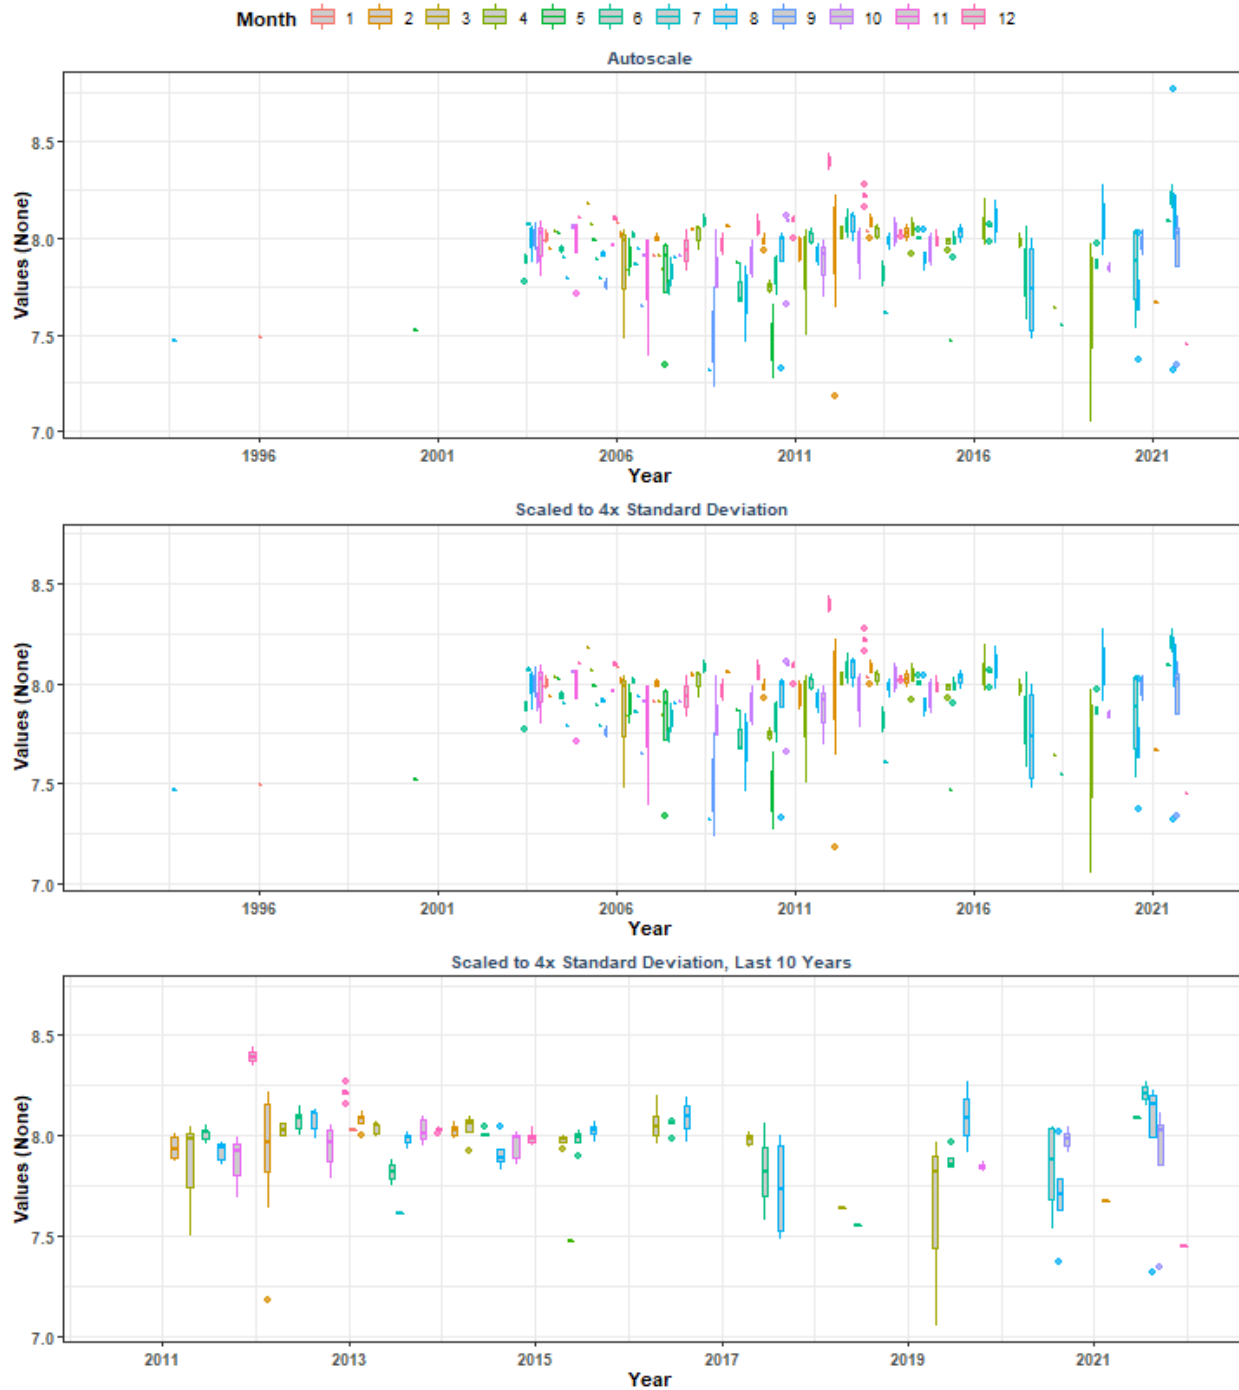 Month 1 2 3 4 5 6 7 8 9 10 11 12
Autoscale
Values (None)
8.5
8.0
7.5
7.0
1996 2001 2006 2011 2016 2021
Year
Scaled to 4x Standard Deviation
Values (None)
8.5
8.0
7.5
7.0
1996 2001 2006 2011 2016 2021
Year
Scaled to 4x Standard Deviation, Last 10 Years
Values (None)
8.5
8.0
7.5
7.0
2011 2013 2015 2017 2019 2021
Year